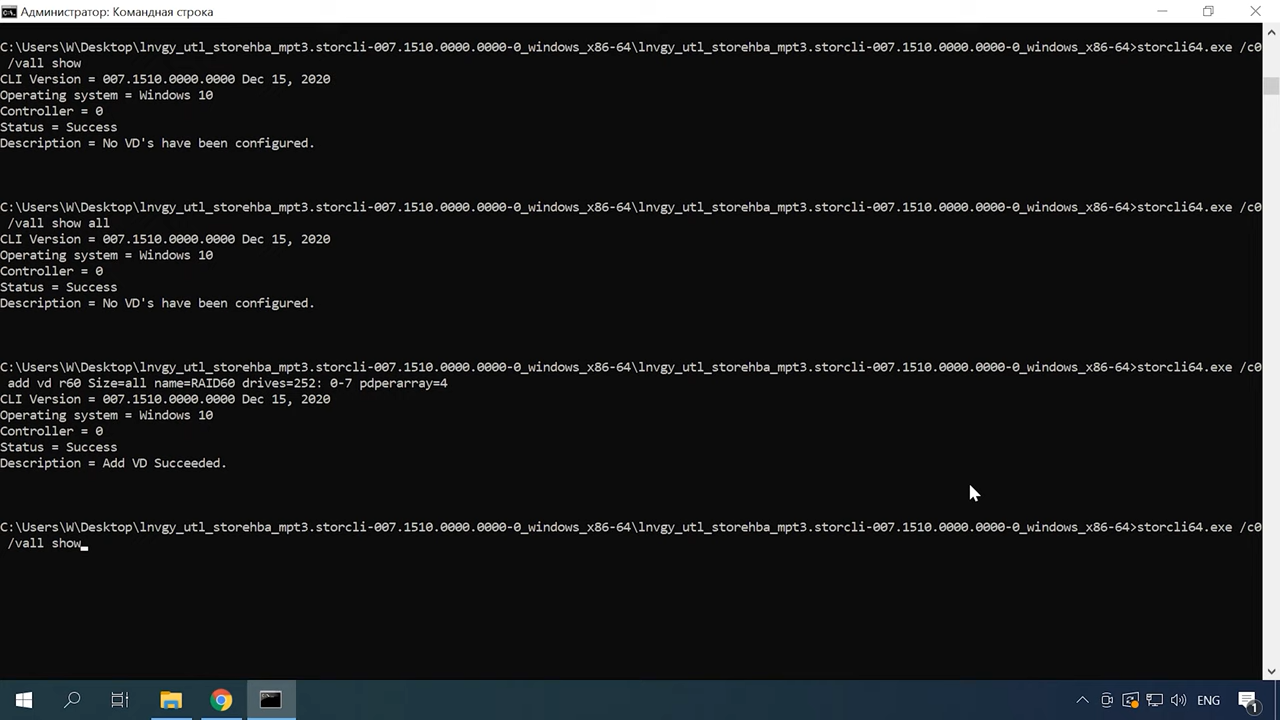 Администратор: Командная строка
C:\Users\W\Desktop\lnvgy_utl_storehba_mpt3.storcli-007.1510.0000.0000-0_windows_x86-64\lnvgy_utl_storehba_mpt3.storcli-007.1510.0000.0000-0_windows_x86-64>storcli64.exe /c0
/vall show
CLI Version = 007.1510.0000.0000 Dec 15, 2020
Operating system = Windows 10
Controller = 0
Status = Success
Description = No VD's have been configured.
C:\Users\W\Desktop\lnvgy_utl_storehba_mpt3.storcli-007.1510.0000.0000-0_windows_x86-64\lnvgy_utl_storehba_mpt3.storcli-007.1510.0000.0000-0_windows_x86-64>storcli64.exe /c0
/vall show all
CLI Version = 007.1510.0000.0000 Dec 15, 2020
Operating system = Windows 10
Controller = 0
Status = Success
Description = No VD's have been configured.
C:\Users\W\Desktop\lnvgy_utl_storehba_mpt3.storcli-007.1510.0000.0000-0_windows_x86-64\lnvgy_utl_storehba_mpt3.storcli-007.1510.0000.0000-0_windows_x86-64>storcli64.exe /c0
add vd r60 Size=all name=RAID60 drives=252: 0-7 pdperarray=4
CLI Version = 007.1510.0000.0000 Dec 15, 2020
Operating system = Windows 10
Controller = 0
Status = Success
Description = Add VD Succeeded.
C:\Users\W\Desktop\lnvgy_utl_storehba_mpt3.storcli-007.1510.0000.0000-0_windows_x86-64\lnvgy_utl_storehba_mpt3.storcli-007.1510.0000.0000-0_windows_x86-64>storcli64.exe /c0
/vall show
ENG
1